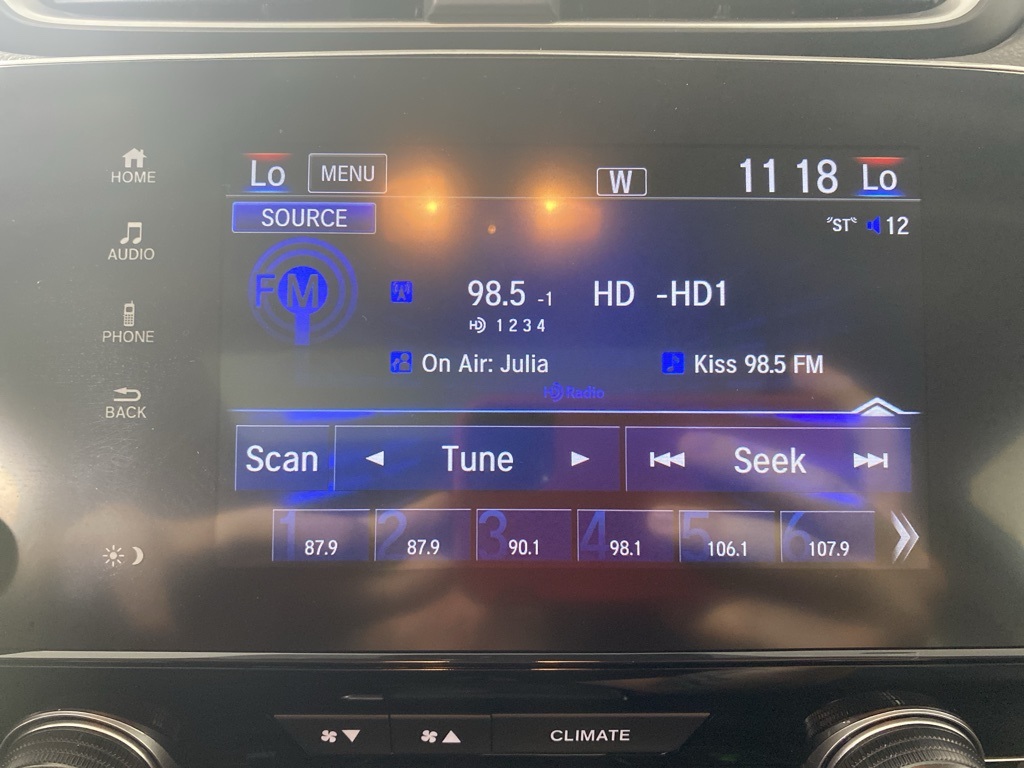 HOME
AUDIO
PHONE
BACK
Lo MENU W 11 18 Lo
SOURCE "ST" 12
FM 98.5 -1 HD -HD1
HD 1 2 3 4
On Air: Julia Kiss 98.5 FM
HD Radio
Scan Tune Seek
1 2 3 4 5 6
87.9 87.9 90.1 98.1 106.1 107.9
CLIMATE